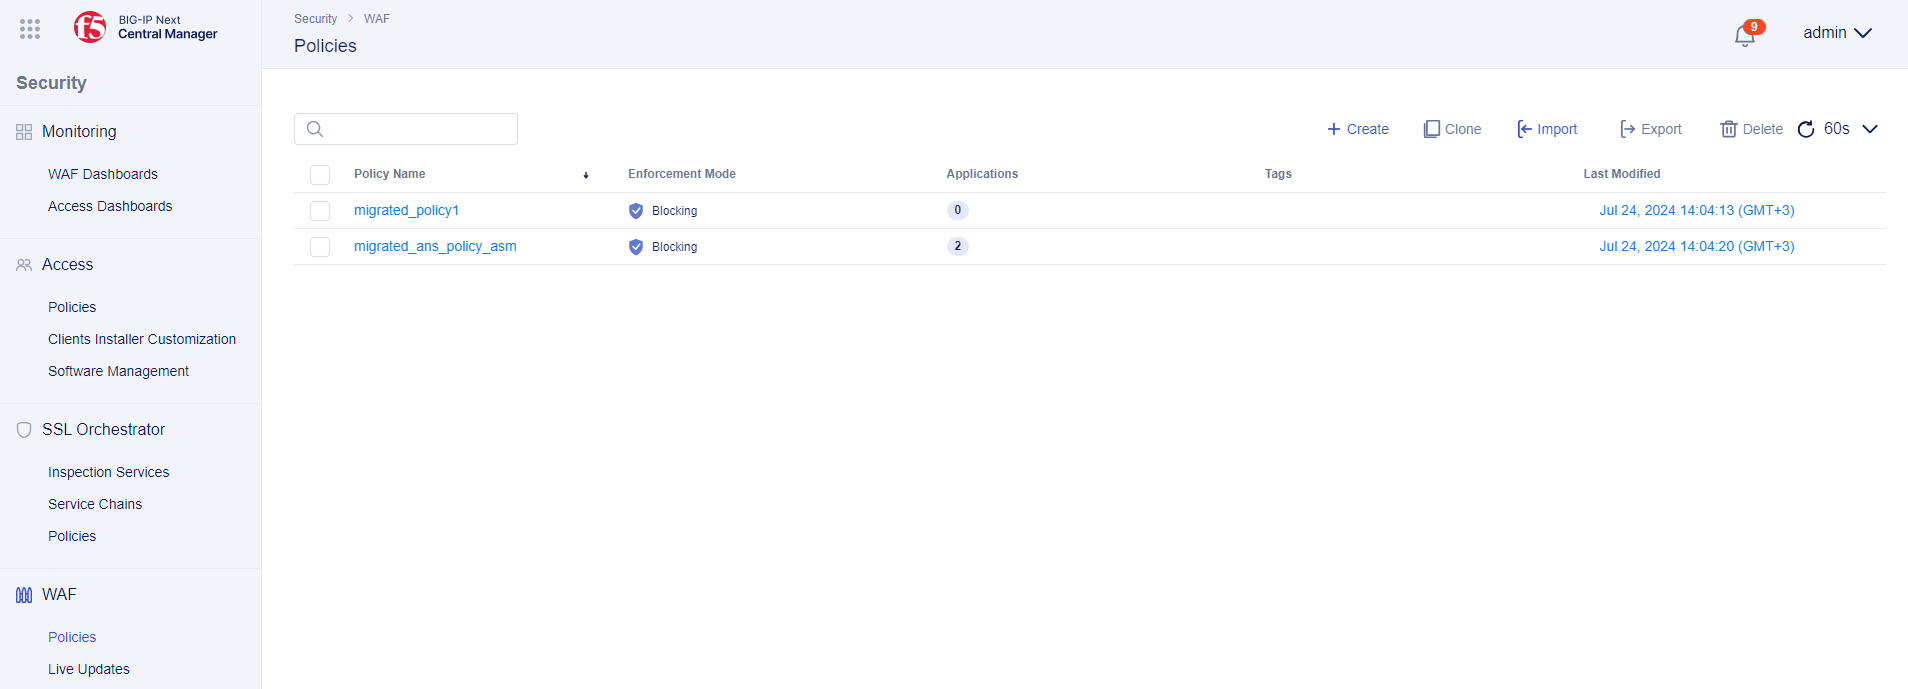 f5
BIG-IP Next
Central Manager
Security
Monitoring
WAF Dashboards
Access Dashboards
Access
Policies
Clients Installer Customization
Software Management
SSL Orchestrator
Inspection Services
Service Chains
Policies
WAF
Policies
Live Updates
Security > WAF
Policies
9
admin
Create Clone Import Export Delete 60s
Policy Name Enforcement Mode Applications Tags Last Modified
migrated_policy1 Blocking 0 Jul 24, 2024 14:04:13 (GMT+3)
migrated_ans_policy_asm Blocking 2 Jul 24, 2024 14:04:20 (GMT+3)